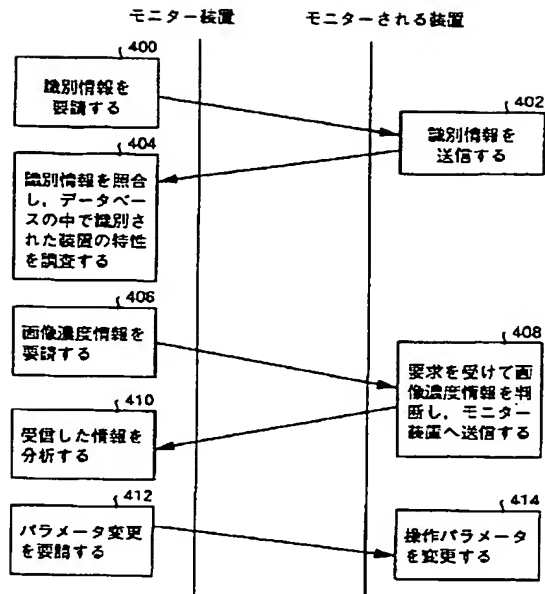 モニター装置
モニターされる装置
400
識別情報を
要請する
402
識別情報を
送信する
404
識別情報を照合
し、データベー
スの中で識別さ
れた装置の特性
を調査する
406
画像濃度情報を
要請する
408
要求を受けて画
像濃度情報を判
断し、モニター
装置へ送信する
410
受信した情報を
分析する
412
パラメータ変更
を要請する
414
操作パラメータ
を変更する